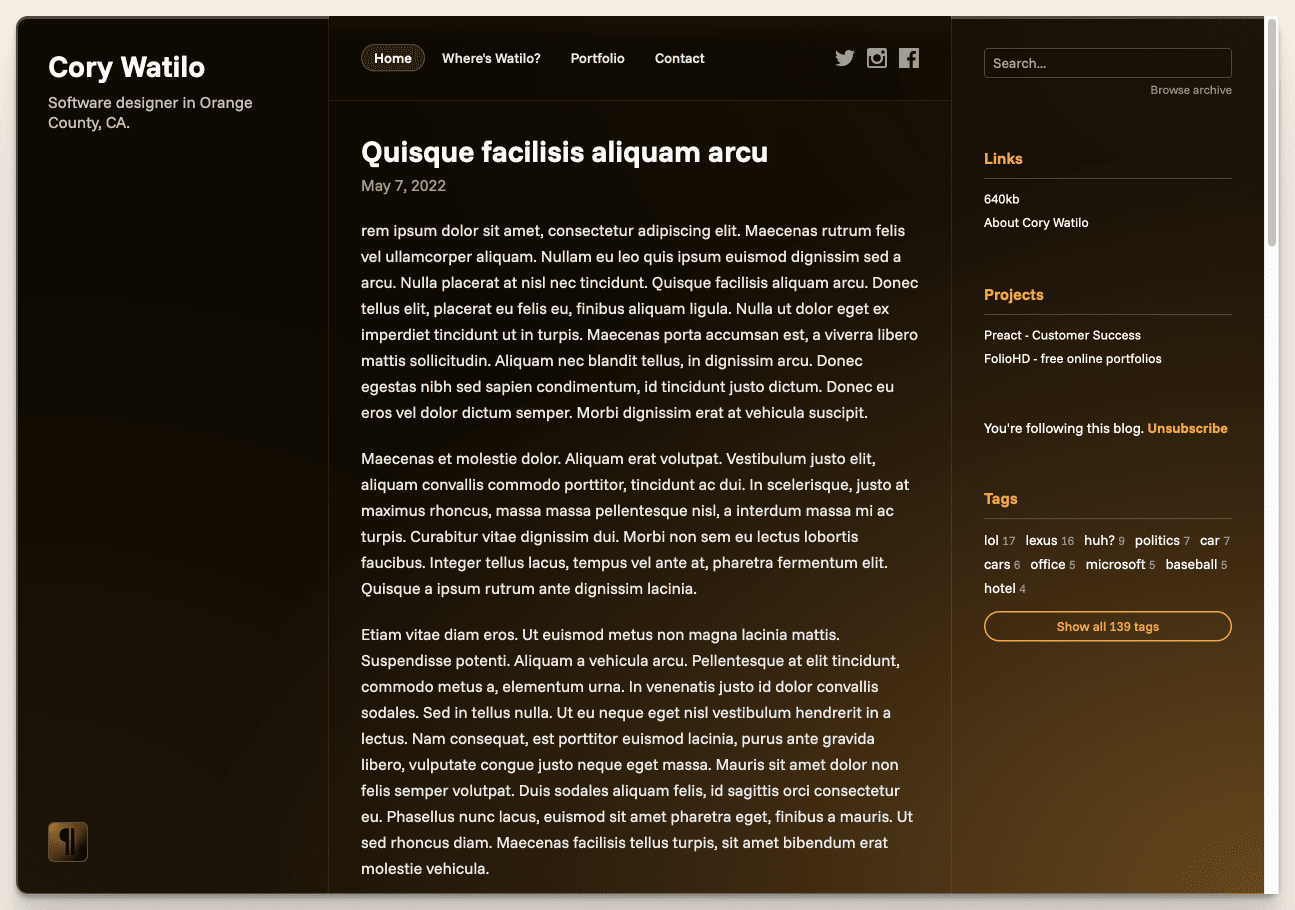 Cory Watilo
Software designer in Orange
County, CA.
Home Where's Watilo? Portfolio Contact
Quisque facilisis aliquam arcu
May 7, 2022
rem ipsum dolor sit amet, consectetur adipiscing elit. Maecenas rutrum felis
vel ullamcorper aliquam. Nullam eu leo quis ipsum euismod dignissim sed a
arcu. Nulla placerat at nisl nec tincidunt. Quisque facilisis aliquam arcu. Donec
tellus elit, placerat eu felis eu, finibus aliquam ligula. Nulla ut dolor eget ex
imperdiet tincidunt ut in turpis. Maecenas porta accumsan est, a viverra libero
mattis sollicitudin. Aliquam nec blandit tellus, in dignissim arcu. Donec
egestas nibh sed sapien condimentum, id tincidunt justo dictum. Donec eu
eros vel dolor dictum semper. Morbi dignissim erat at vehicula suscipit.
Maecenas et molestie dolor. Aliquam erat volutpat. Vestibulum justo elit,
aliquam convallis commodo porttitor, tincidunt ac dui. In scelerisque, justo at
maximus rhoncus, massa massa pellentesque nisl, a interdum massa mi ac
turpis. Curabitur vitae dignissim dui. Morbi non sem eu lectus lobortis
faucibus. Integer tellus lacus, tempus vel ante at, pharetra fermentum elit.
Quisque a ipsum rutrum ante dignissim lacinia.
Etiam vitae diam eros. Ut euismod metus non magna lacinia mattis.
Suspendisse potenti. Aliquam a vehicula arcu. Pellentesque at elit tincidunt,
commodo metus a, elementum urna. In venenatis justo id dolor convallis
sodales. Sed in tellus nulla. Ut eu neque eget nisl vestibulum hendrerit in a
lectus. Nam consequat, est porttitor euismod lacinia, purus ante gravida
libero, vulputate congue justo neque eget massa. Mauris sit amet dolor non
felis semper volutpat. Duis sodales aliquam felis, id sagittis orci consectetur
eu. Phasellus nunc lacus, euismod sit amet pharetra eget, finibus a mauris. Ut
sed rhoncus diam. Maecenas facilisis tellus turpis, sit amet bibendum erat
molestie vehicula.
Search...
Browse archive
Links
640kb
About Cory Watilo
Projects
Preact - Customer Success
FolioHD - free online portfolios
You're following this blog. Unsubscribe
Tags
lol 17 lexus 16 huh? 9 politics 7 car 7
cars 6 office 5 microsoft 5 baseball 5
hotel 4
Show all 139 tags
¶